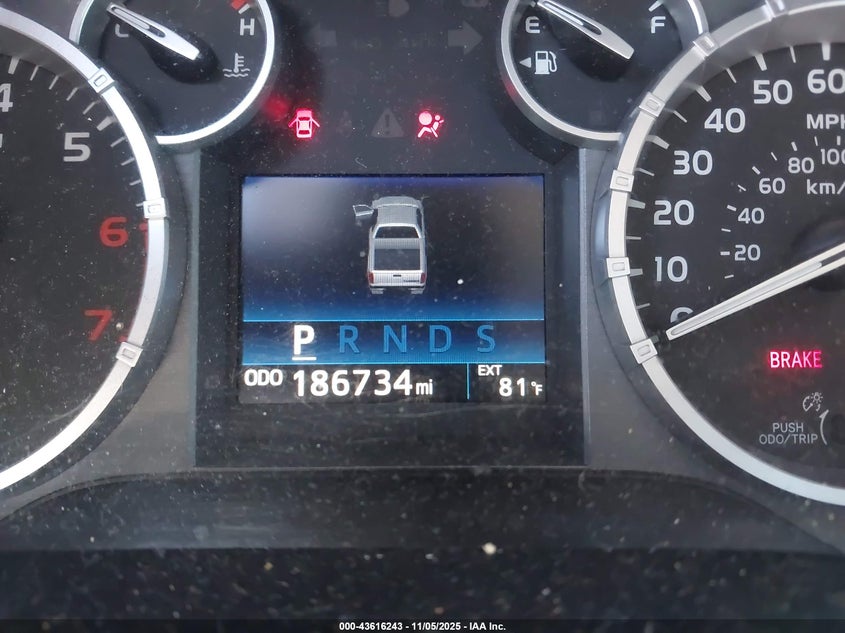 C H
E F
4
5
6
7
60
50
MPH
40
100
80
30
60
km/
20
40
20
10
0
P R N D S
ODO 186734 mi
EXT
81°F
BRAKE
PUSH
ODO/TRIP
000-43616243 - 11/05/2025 - IAA Inc.